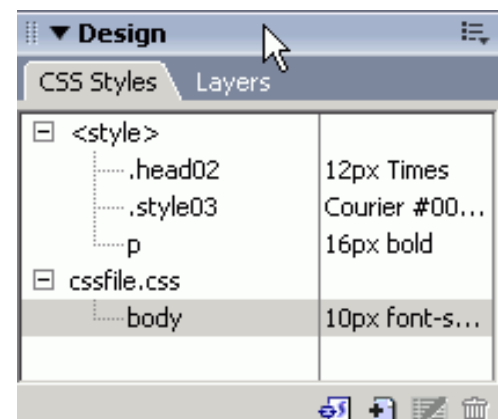 Design
CSS Styles Layers
<style>
.head02 12px Times
.style03 Courier #00...
p 16px bold
cssfile.css
body 10px font-s...